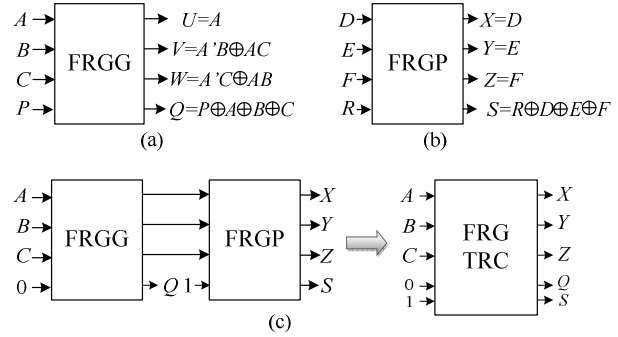 A FRGG U=A
B V=A'B⊕AC
C W=A'C⊕AB
P Q=P⊕A⊕B⊕C
(a)
D FRGP X=D
E Y=E
F Z=F
R S=R⊕D⊕E⊕F
(b)
A FRGG FRGP X
B Y
C Z
0 Q 1 S
A FRG TRC X
B Y
C Z
0 Q
1 S
(c)